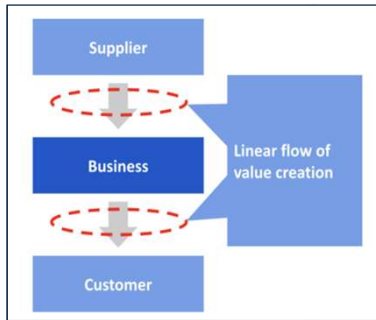 Supplier
Business
Linear flow of
value creation
Customer